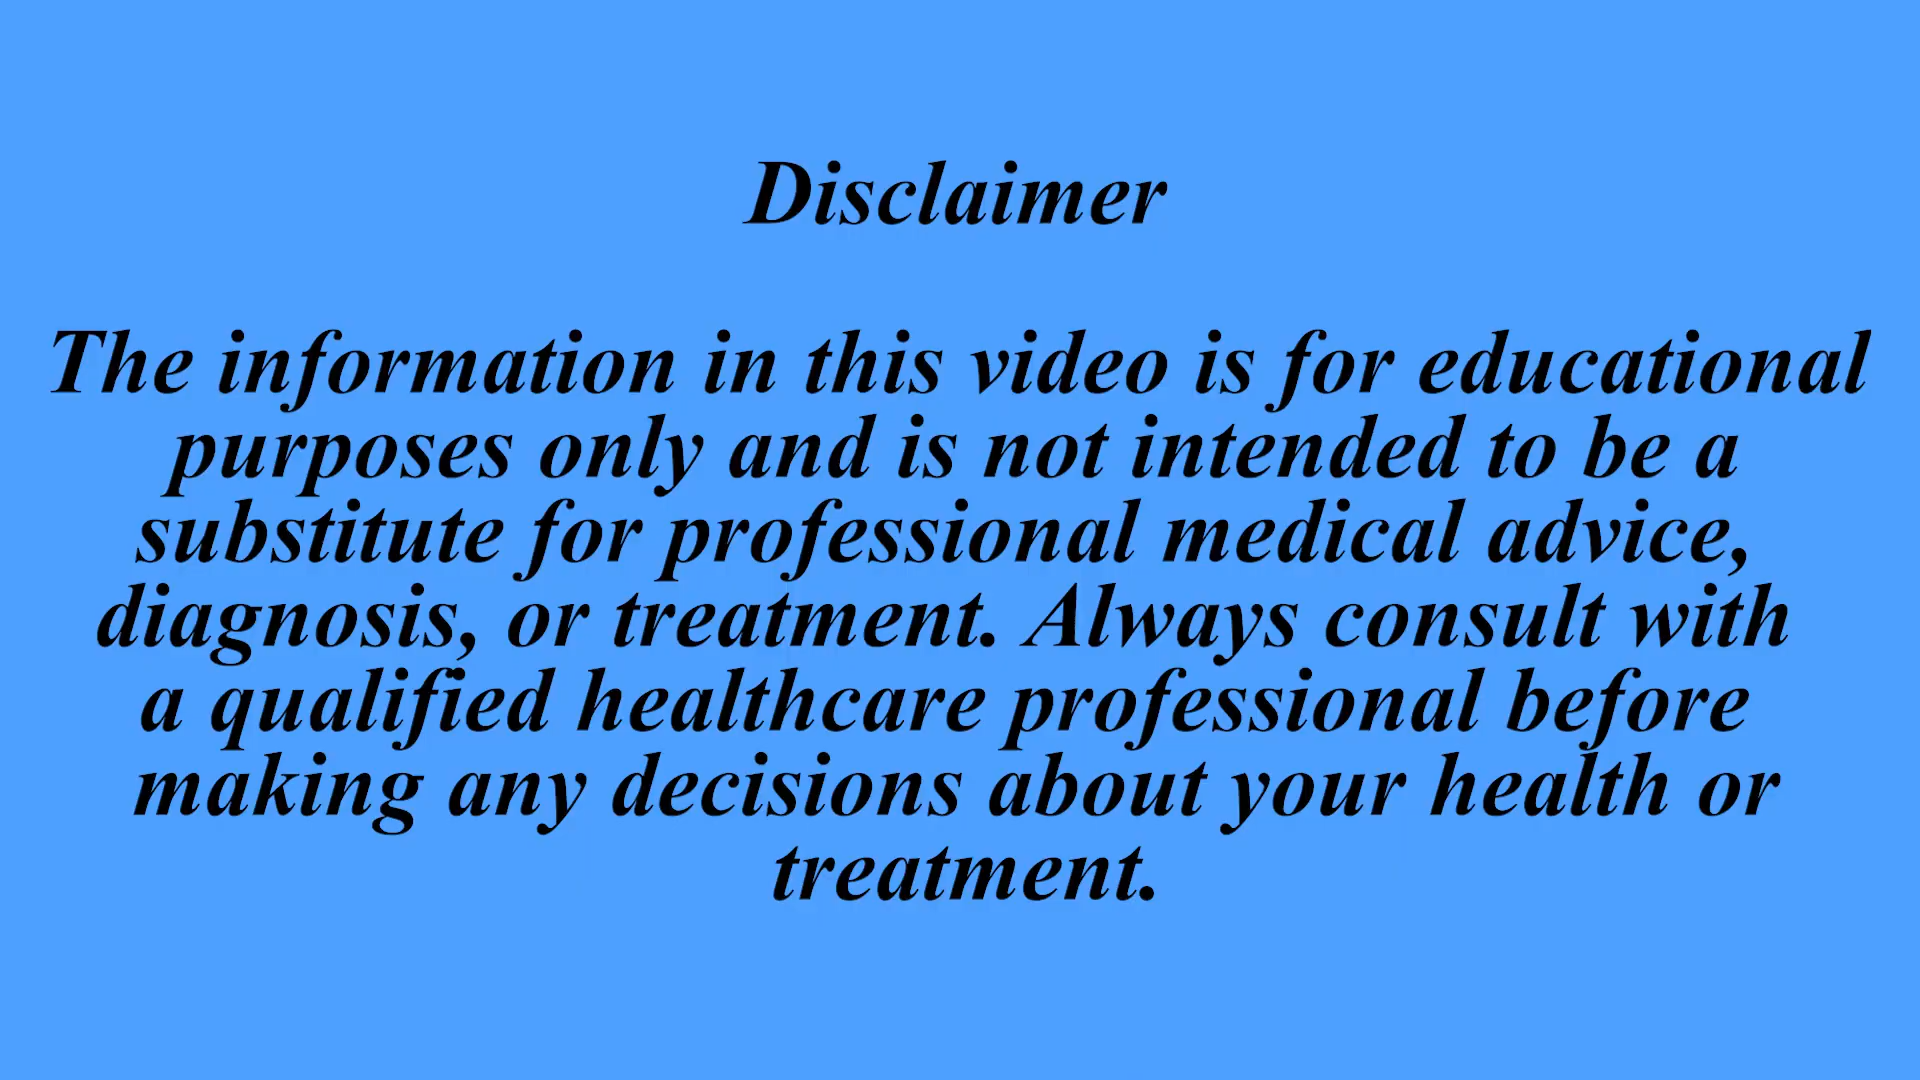 Disclaimer
The information in this video is for educational
purposes only and is not intended to be a
substitute for professional medical advice,
diagnosis, or treatment. Always consult with
a qualified healthcare professional before
making any decisions about your health or
treatment.